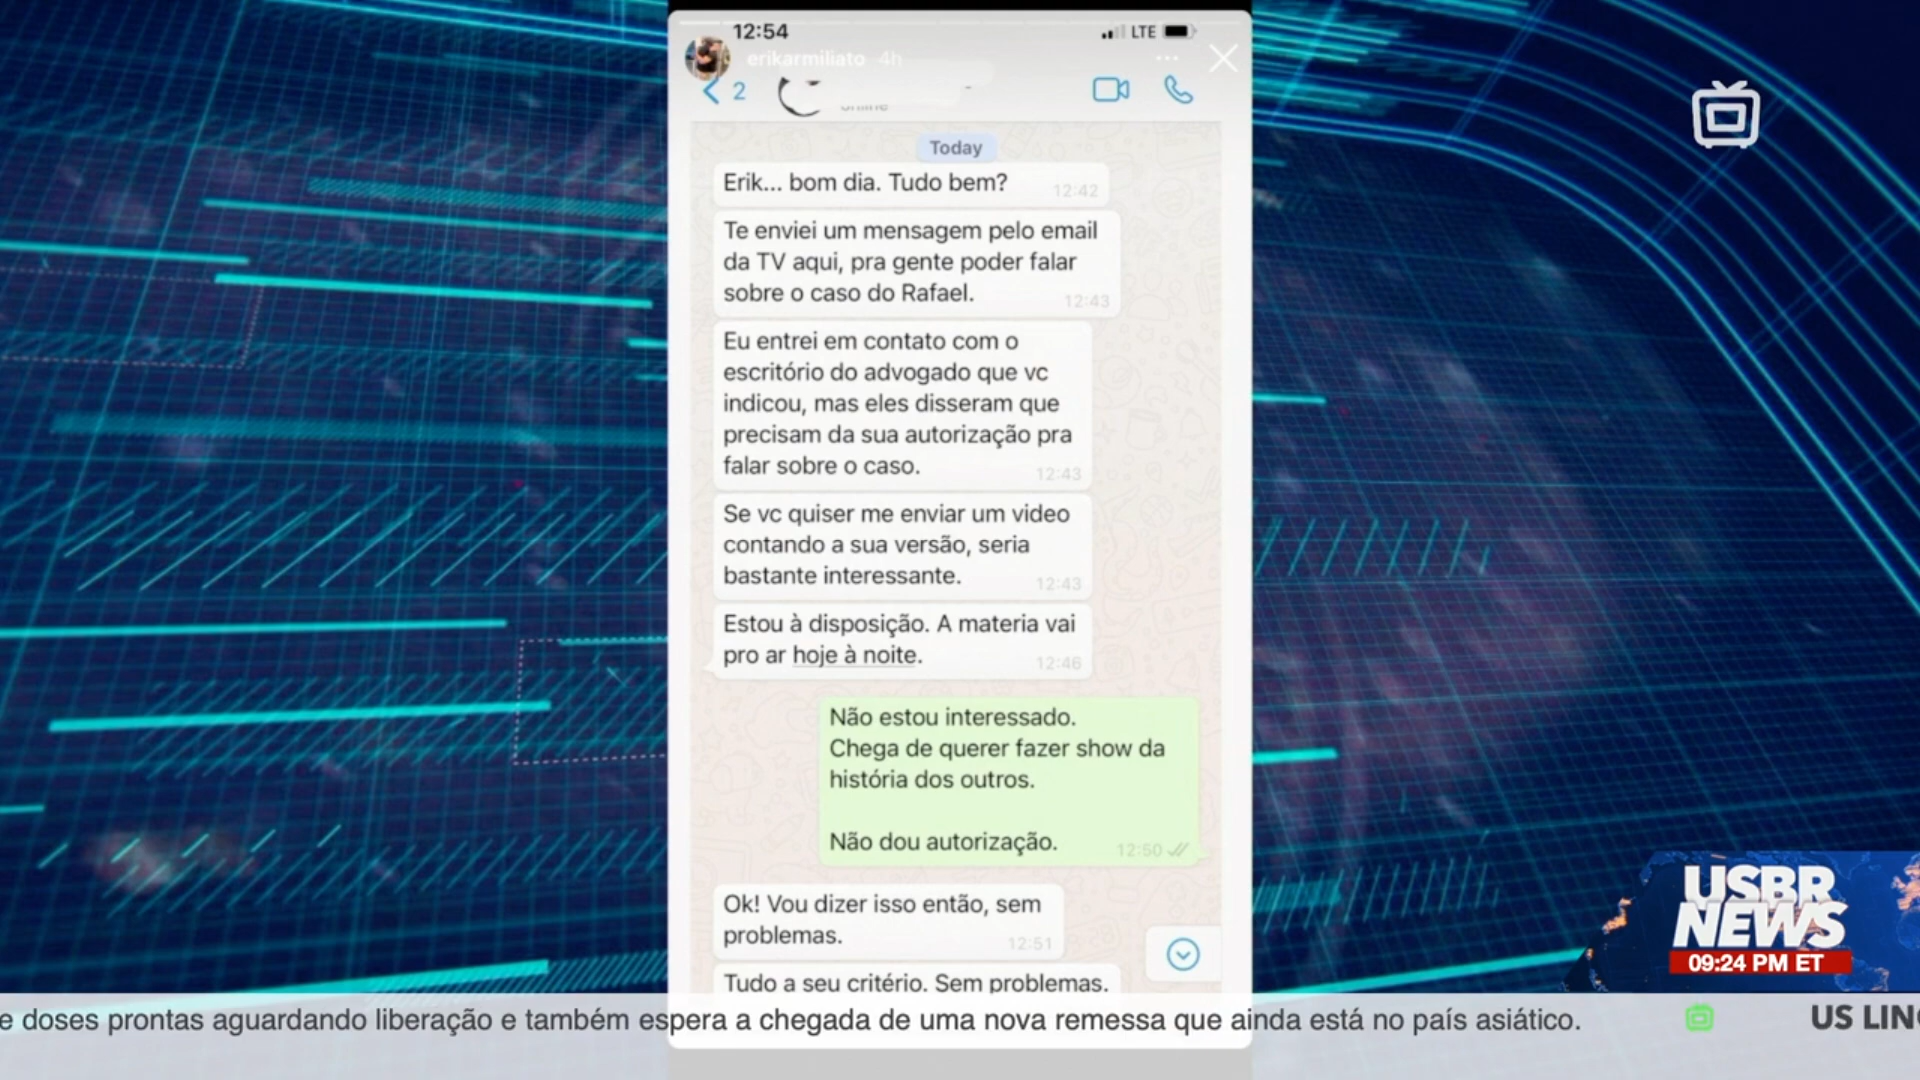 12:54
LTE
erikarmiliato 4h
2
online
Today
Erik... bom dia. Tudo bem?
12:42
Te enviei um mensagem pelo email
da TV aqui, pra gente poder falar
sobre o caso do Rafael.
12:43
Eu entrei em contato com o
escritório do advogado que vc
indicou, mas eles disseram que
precisam da sua autorização pra
falar sobre o caso.
12:43
Se vc quiser me enviar um video
contando a sua versão, seria
bastante interessante.
12:43
Estou à disposição. A materia vai
pro ar hoje à noite.
12:46
Não estou interessado.
Chega de querer fazer show da
história dos outros.
Não dou autorização.
12:50
Ok! Vou dizer isso então, sem
problemas.
12:51
Tudo a seu critério. Sem problemas.
USBR
NEWS
09:24 PM ET
e doses prontas aguardando liberação e também espera a chegada de uma nova remessa que ainda está no país asiático.
US LIN